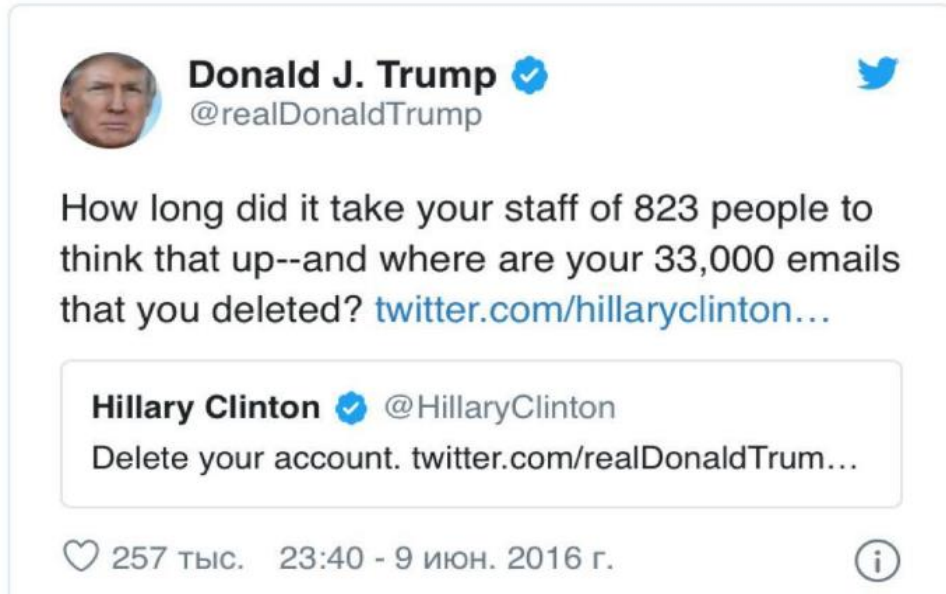 Donald J. Trump
@realDonaldTrump
How long did it take your staff of 823 people to
think that up--and where are your 33,000 emails
that you deleted? twitter.com/hillaryclinton…
Hillary Clinton @HillaryClinton
Delete your account. twitter.com/realDonaldTrum…
257 тыс. 23:40 - 9 июн. 2016 г.